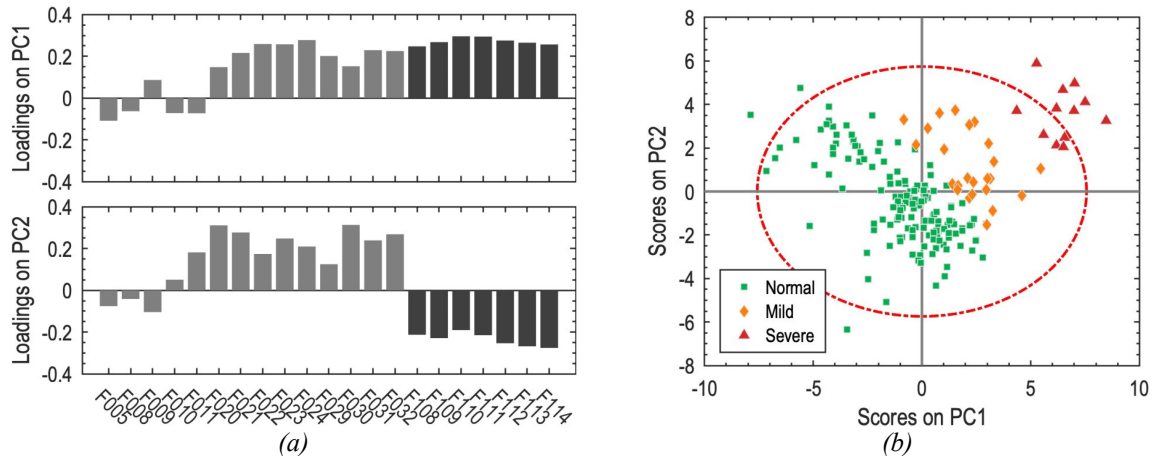 Loadings on PC1
0.4
0.2
0
-0.2
-0.4
Loadings on PC2
0.4
0.2
0
-0.2
-0.4
F005 F008 F009 F010 F011 F020 F021 F022 F023 F024 F029 F030 F031 F032 F108 F109 F110 F111 F112 F113 F114
(a)
Scores on PC2
8
6
4
2
0
-2
-4
-6
-8
Normal
Mild
Severe
-10 -5 0 5 10
Scores on PC1
(b)